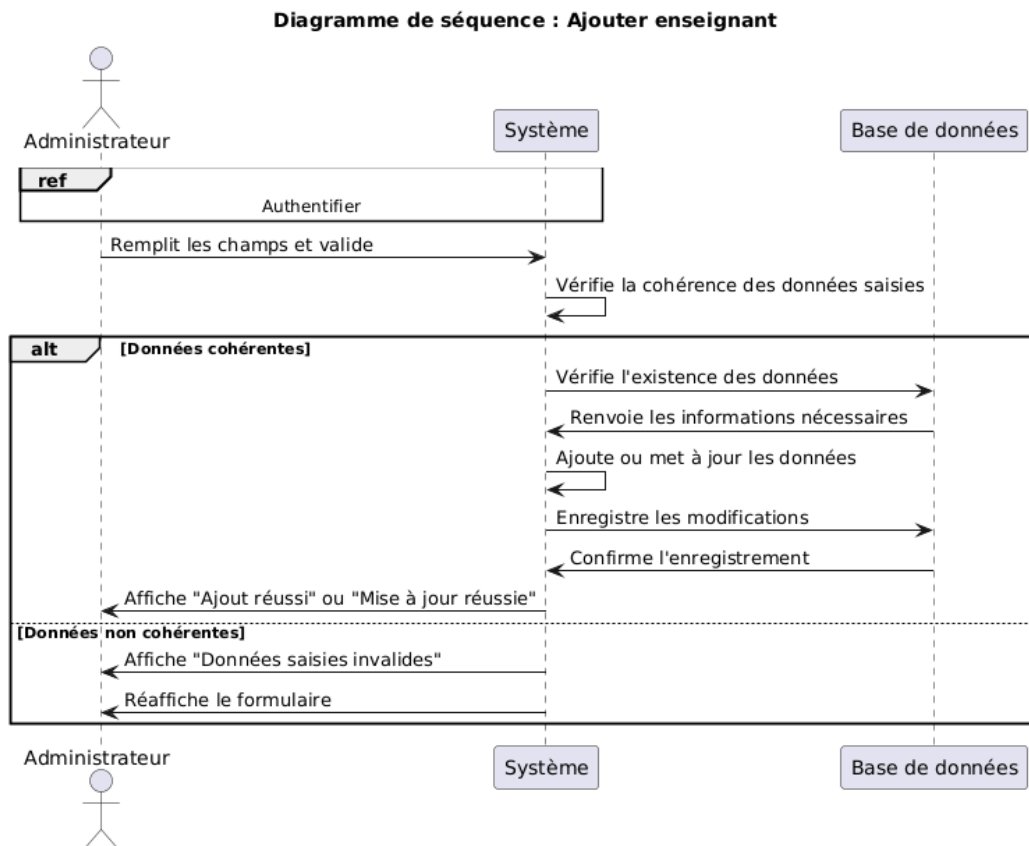 Diagramme de séquence : Ajouter enseignant
Administrateur
Système
Base de données
ref
Authentifier
Remplit les champs et valide
Vérifie la cohérence des données saisies
alt
[Données cohérentes]
Vérifie l'existence des données
Renvoie les informations nécessaires
Ajoute ou met à jour les données
Enregistre les modifications
Confirme l'enregistrement
Affiche "Ajout réussi" ou "Mise à jour réussie"
[Données non cohérentes]
Affiche "Données saisies invalides"
Réaffiche le formulaire
Administrateur
Système
Base de données